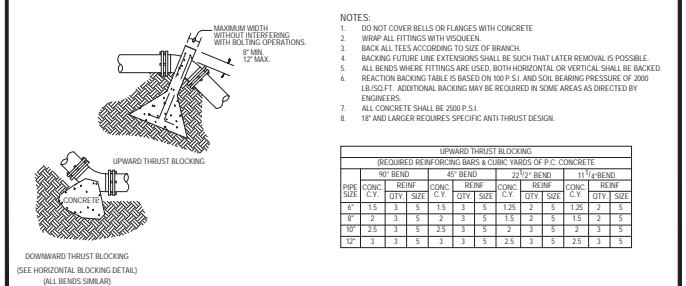 MAXIMUM WIDTH
WITHOUT INTERFERING
WITH BOLTING OPERATIONS.
8" MIN.
12" MAX.
UPWARD THRUST BLOCKING
CONCRETE
DOWNWARD THRUST BLOCKING
(SEE HORIZONTAL BLOCKING DETAIL)
(ALL BENDS SIMILAR)
NOTES:
1. DO NOT COVER BELLS OR FLANGES WITH CONCRETE
2. WRAP ALL FITTINGS WITH VISQUEEN.
3. BACK ALL TEES ACCORDING TO SIZE OF BRANCH.
4. BACKING FUTURE LINE EXTENSIONS SHALL BE SUCH THAT LATER REMOVAL IS POSSIBLE.
5. ALL BENDS WHERE FITTINGS ARE USED, BOTH HORIZONTAL OR VERTICAL SHALL BE BACKED.
6. REACTION BACKING TABLE IS BASED ON 100 P.S.I. AND SOIL BEARING PRESSURE OF 2000
LB/SQ.FT. ADDITIONAL BACKING MAY BE REQUIRED IN SOME AREAS AS DIRECTED BY
ENGINEERS.
7. ALL CONCRETE SHALL BE 2500 P.S.I.
8. 18" AND LARGER REQUIRES SPECIFIC ANTI-THRUST DESIGN.
UPWARD THRUST BLOCKING
(REQUIRED REINFORCING BARS & CUBIC YARDS OF P.C. CONCRETE
90° BEND 45° BEND 22 1/2° BEND 11 1/4° BEND
PIPE SIZE CONC. C.Y. REINF QTY. SIZE CONC. C.Y. REINF QTY. SIZE CONC. C.Y. REINF QTY. SIZE CONC. C.Y. REINF QTY. SIZE
6" 1.5 3 5 1.5 3 5 1.25 2 5 1.25 2 5
8" 2 3 5 2 3 5 1.5 2 5 1.5 2 5
10" 2.5 3 5 2.5 3 5 2 3 5 2 3 5
12" 3 3 5 3 3 5 2.5 3 5 2.5 3 5